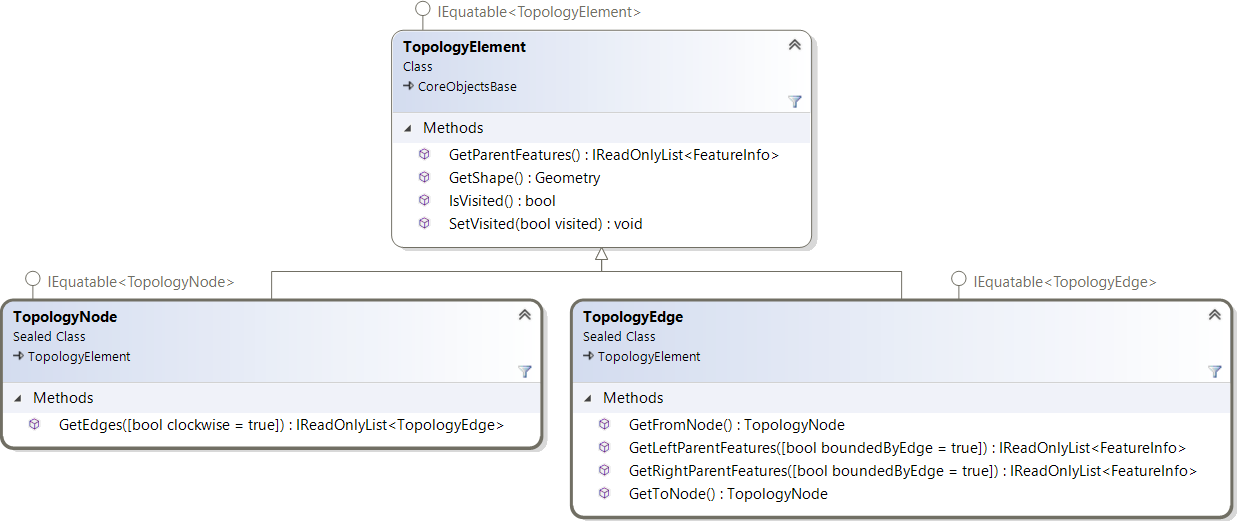 IEquatable<TopologyElement>
TopologyElement
Class
CoreObjectsBase
Methods
GetParentFeatures() : IReadOnlyList<FeatureInfo>
GetShape() : Geometry
IsVisited() : bool
SetVisited(bool visited) : void
IEquatable<TopologyNode>
TopologyNode
Sealed Class
TopologyElement
Methods
GetEdges([bool clockwise = true]) : IReadOnlyList<TopologyEdge>
IEquatable<TopologyEdge>
TopologyEdge
Sealed Class
TopologyElement
Methods
GetFromNode() : TopologyNode
GetLeftParentFeatures([bool boundedByEdge = true]) : IReadOnlyList<FeatureInfo>
GetRightParentFeatures([bool boundedByEdge = true]) : IReadOnlyList<FeatureInfo>
GetToNode() : TopologyNode